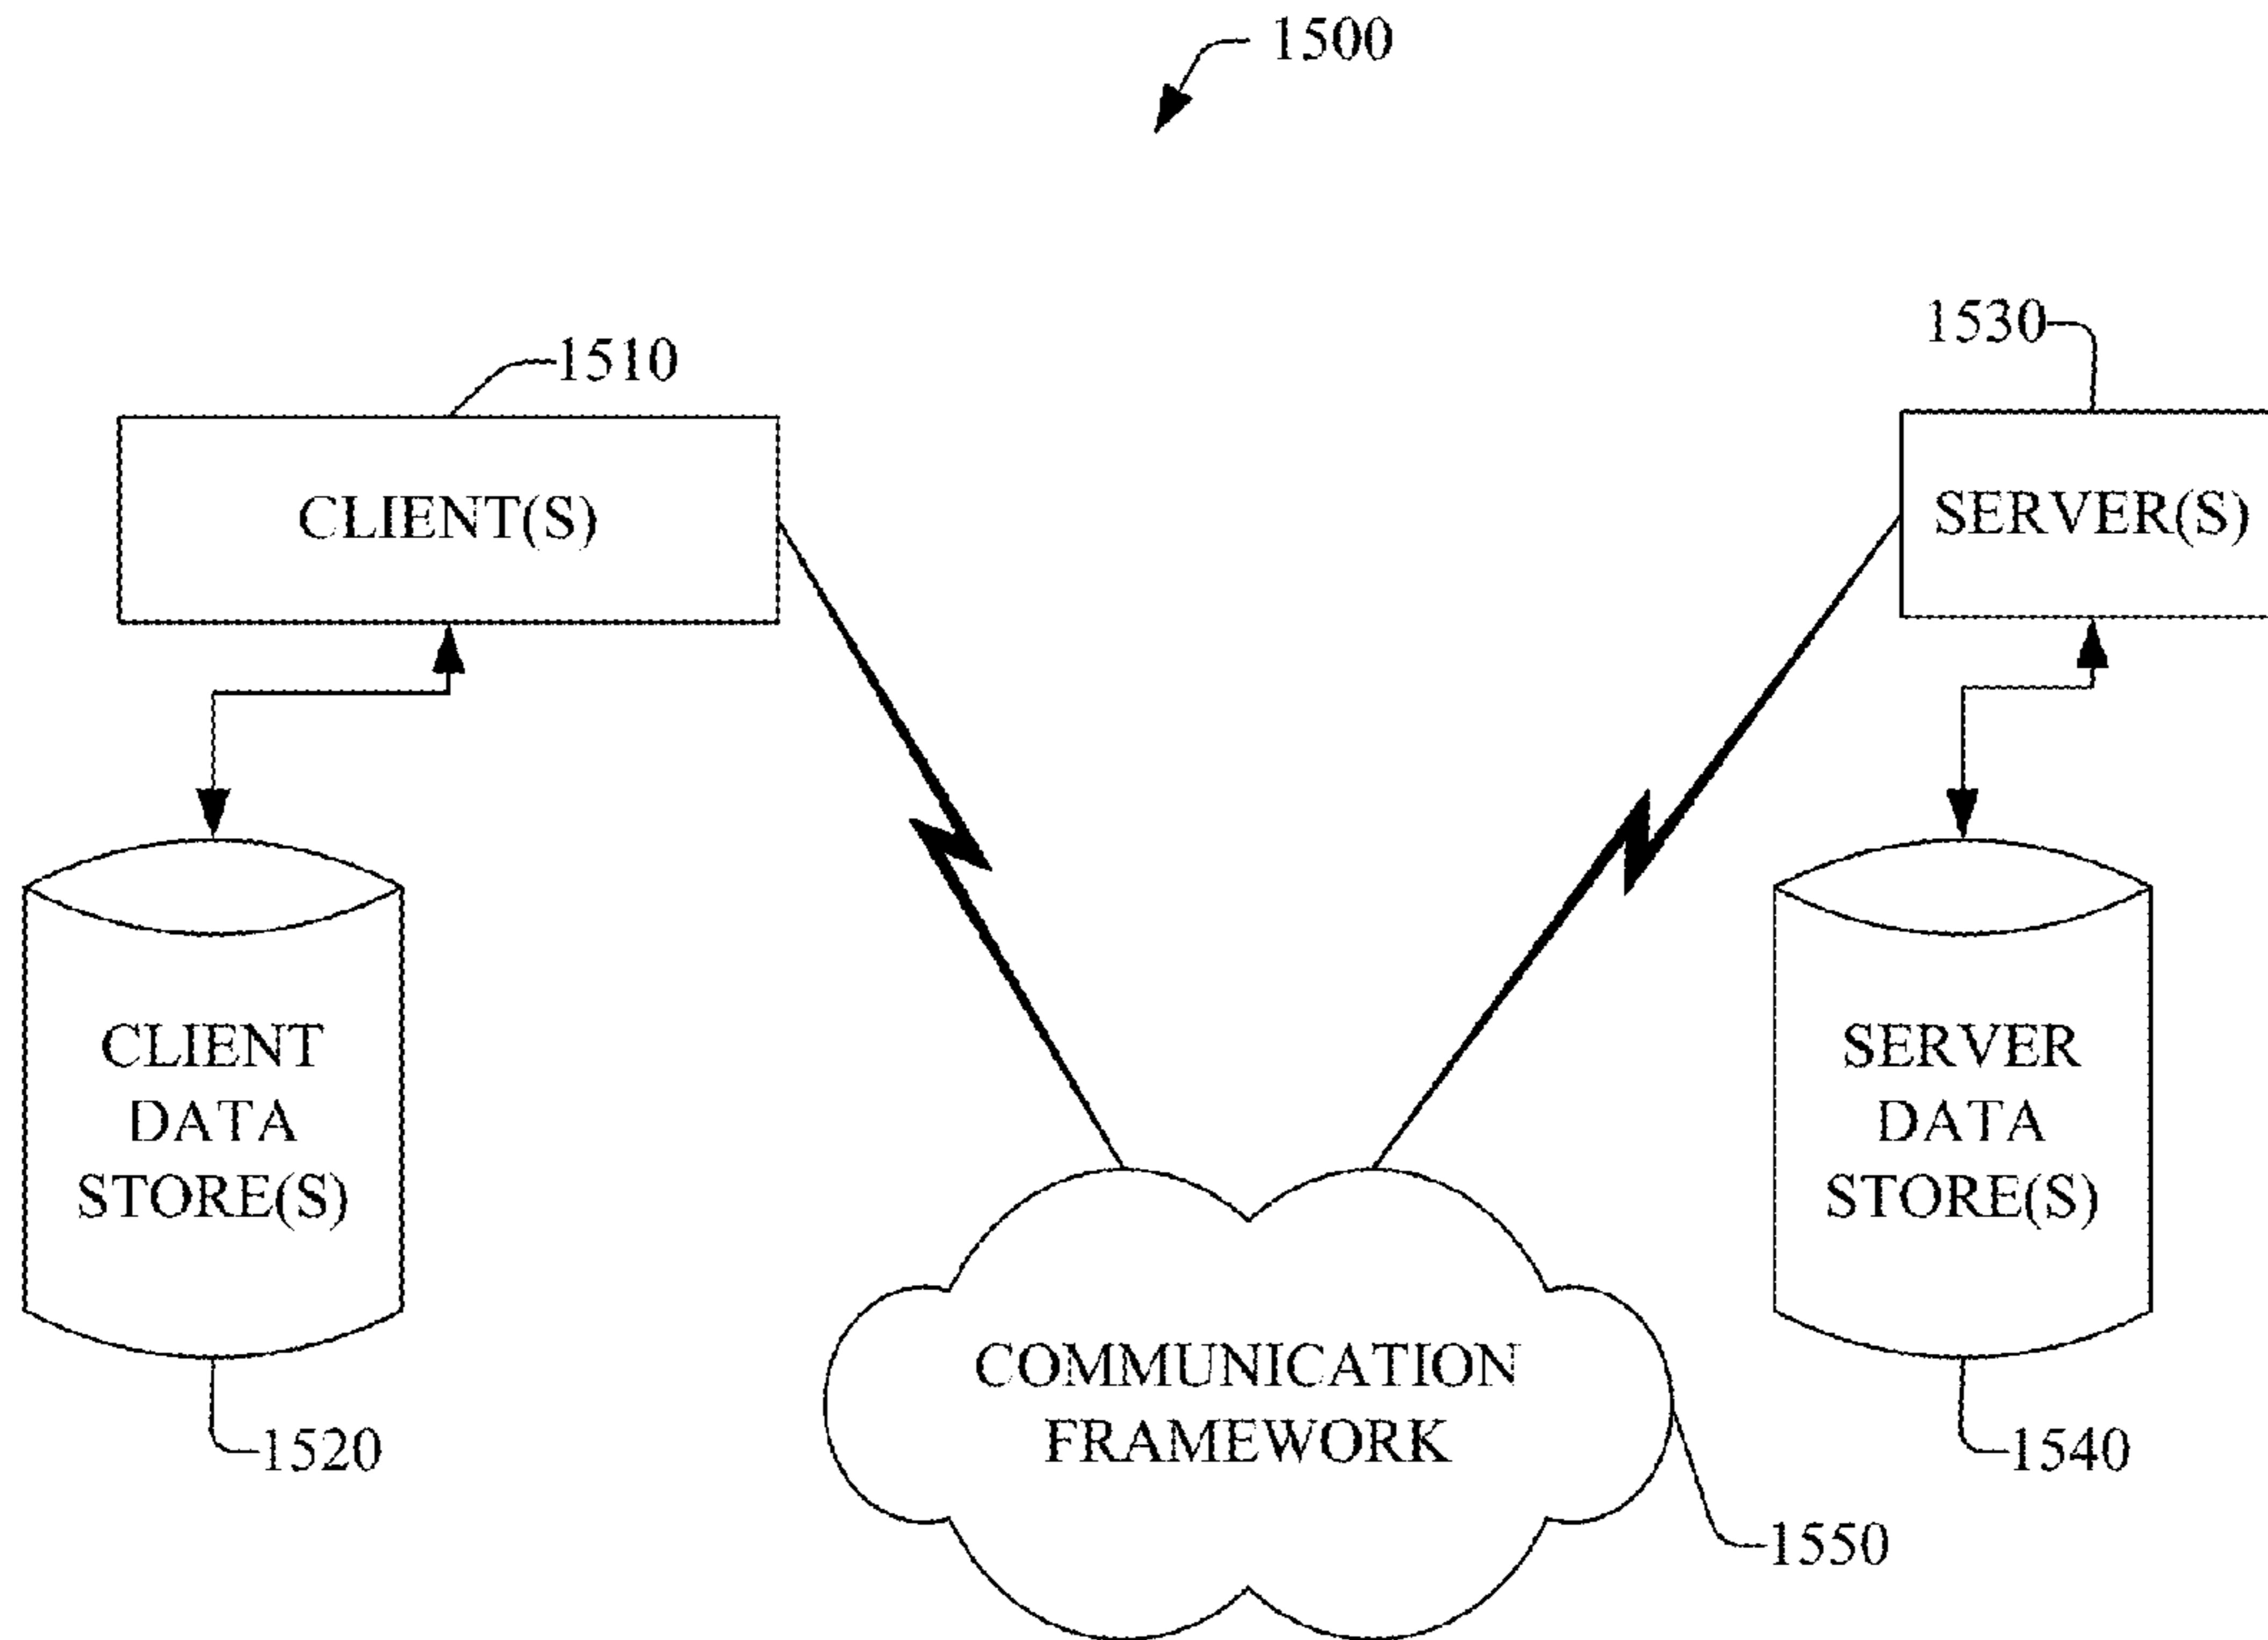 1500
1510
1530
CLIENT(S)
SERVER(S)
CLIENT
DATA
STORE(S)
SERVER
DATA
STORE(S)
COMMUNICATION
FRAMEWORK
1520
1540
1550